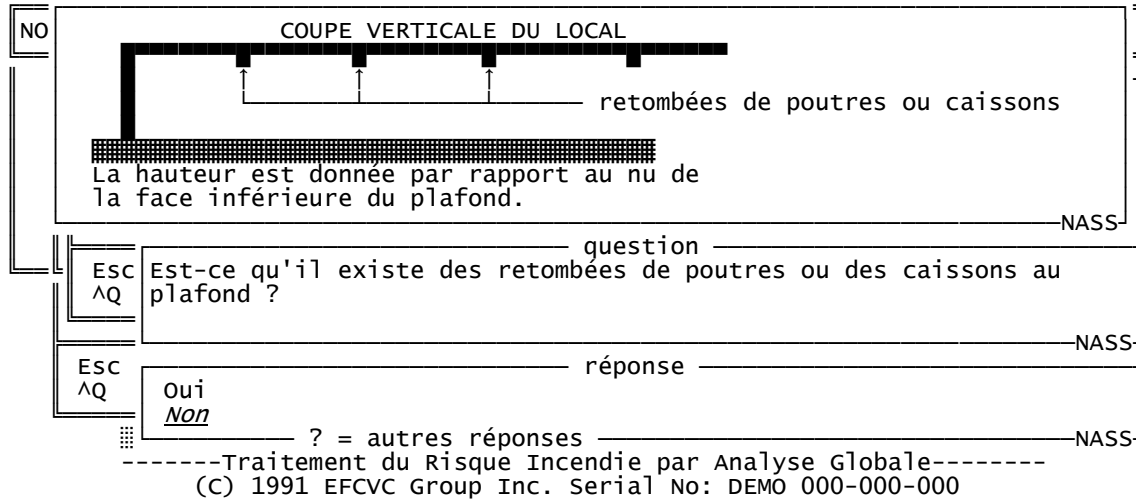 NO
COUPE VERTICALE DU LOCAL
retombées de poutres ou caissons
La hauteur est donnée par rapport au nu de
la face inférieure du plafond.
NASS
question
Esc Est-ce qu'il existe des retombées de poutres ou des caissons au
^Q plafond ?
NASS
Esc réponse
^Q Oui
Non
? = autres réponses NASS
-------Traitement du Risque Incendie par Analyse Globale--------
(C) 1991 EFCVC Group Inc. Serial No: DEMO 000-000-000